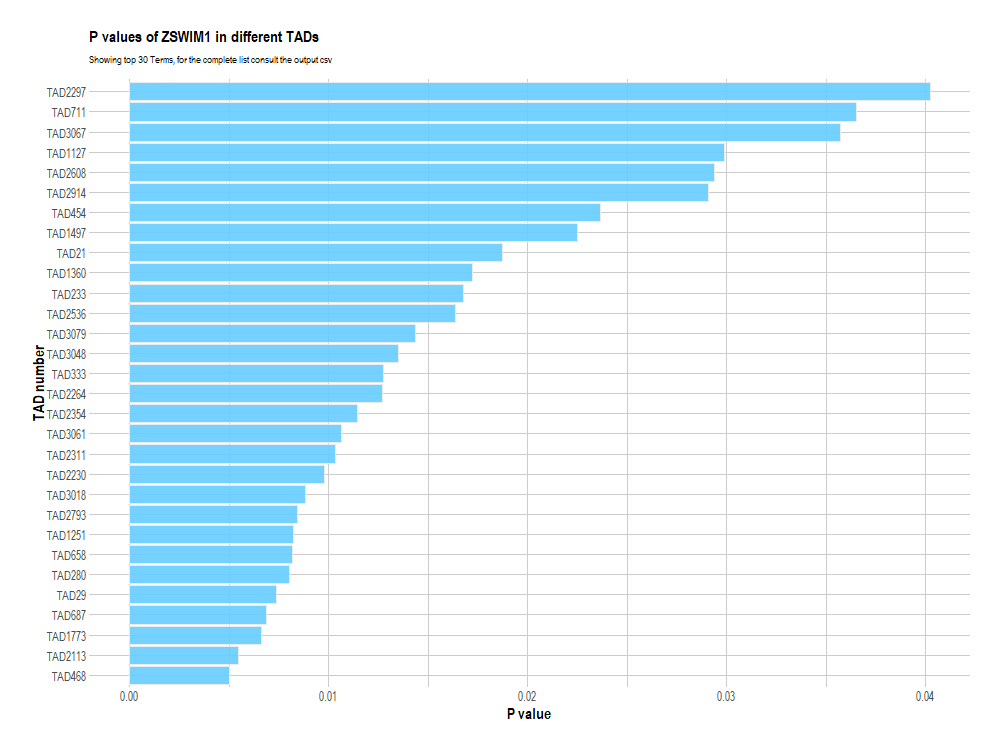 P values of ZSWIM1 in different TADs
Showing top 30 Terms, for the complete list consult the output csv
TAD number
TAD2297
TAD711
TAD3067
TAD1127
TAD2608
TAD2914
TAD454
TAD1497
TAD21
TAD1360
TAD233
TAD2536
TAD3079
TAD3048
TAD333
TAD2264
TAD2354
TAD3061
TAD2311
TAD2230
TAD3018
TAD2793
TAD1251
TAD658
TAD280
TAD29
TAD687
TAD1773
TAD2113
TAD468
0.00 0.01 0.02 0.03 0.04
P value